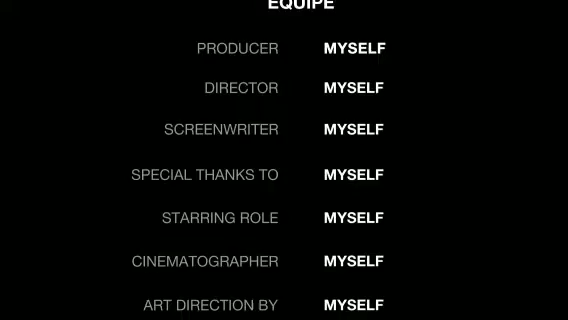 EQUIPE
PRODUCER MYSELF
DIRECTOR MYSELF
SCREENWRITER MYSELF
SPECIAL THANKS TO MYSELF
STARRING ROLE MYSELF
CINEMATOGRAPHER MYSELF
ART DIRECTION BY MYSELF